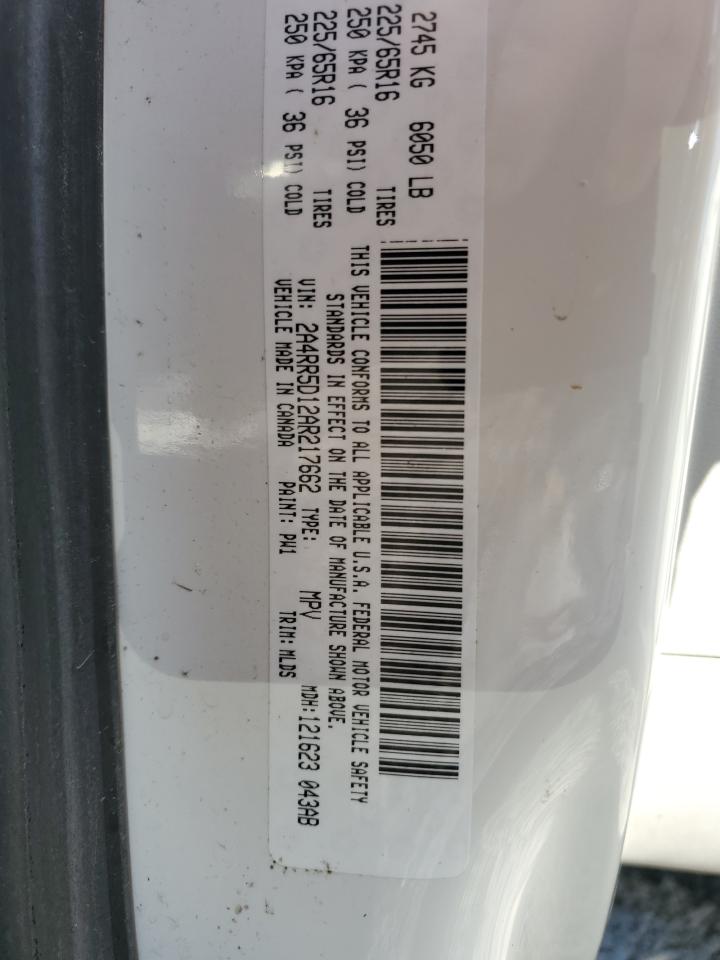 2745 KG 6050 LB
225/65R16 TIRES
250 KPA ( 36 PSI) COLD
225/65R16 TIRES
250 KPA ( 36 PSI) COLD
THIS VEHICLE CONFORMS TO ALL APPLICABLE U.S.A. FEDERAL MOTOR VEHICLE SAFETY
STANDARDS IN EFFECT ON THE DATE OF MANUFACTURE SHOWN ABOVE.
VIN: 2A4RR5D12AR217662 TYPE: MPV MDH:121623 043AB
VEHICLE MADE IN CANADA PAINT: PW1 TRIM: MLDS